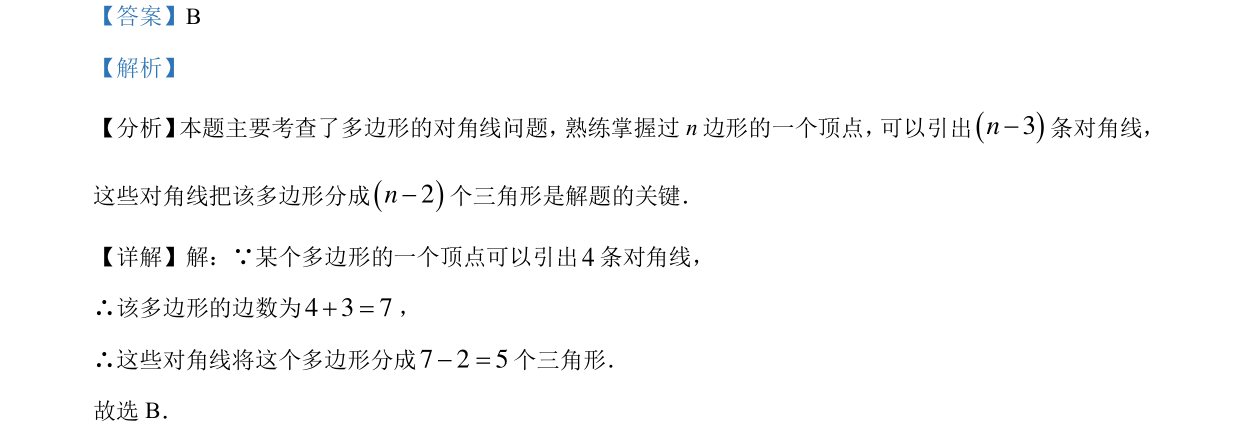 【答案】B
【解析】
【分析】本题主要考查了多边形的对角线问题，熟练掌握过 n 边形的一个顶点，可以引出(n−3)条对角线，
这些对角线把该多边形分成(n−2)个三角形是解题的关键．
【详解】解：∵某个多边形的一个顶点可以引出4条对角线，
∴该多边形的边数为4+3=7，
∴这些对角线将这个多边形分成7−2=5个三角形．
故选 B．